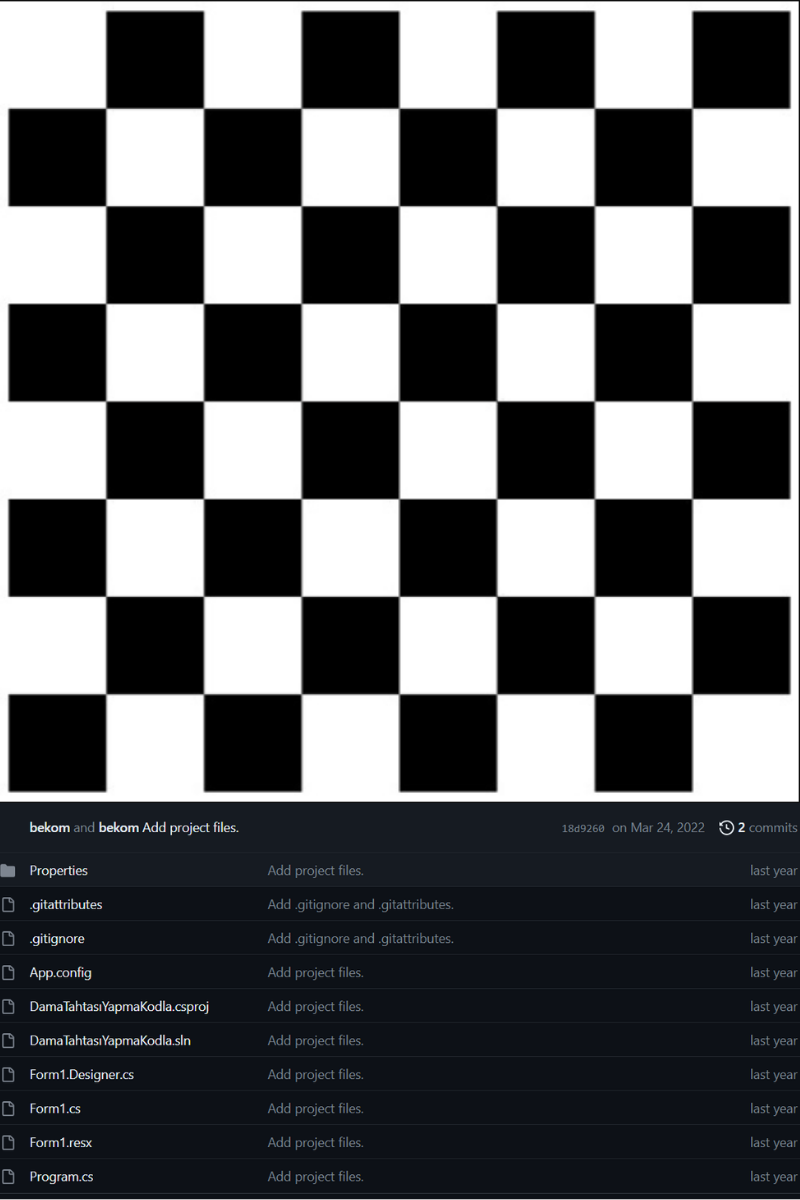 bekom and bekom Add project files. 18d9260 on Mar 24, 2022 2 commits
Properties Add project files. last year
.gitattributes Add .gitignore and .gitattributes. last year
.gitignore Add .gitignore and .gitattributes. last year
App.config Add project files. last year
DamaTahtasıYapmaKodla.csproj Add project files. last year
DamaTahtasıYapmaKodla.sln Add project files. last year
Form1.Designer.cs Add project files. last year
Form1.cs Add project files. last year
Form1.resx Add project files. last year
Program.cs Add project files. last year